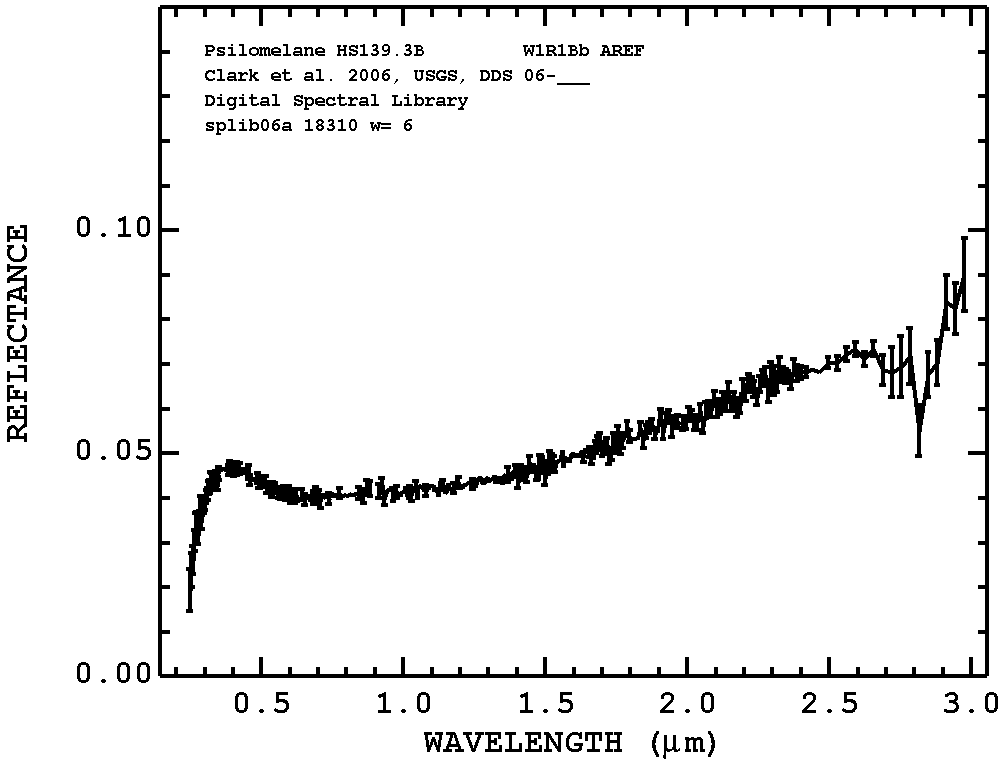 Psilomelane HS139.3B W1R1Bb AREF
Clark et al. 2006, USGS, DDS 06-___
Digital Spectral Library
splib06a 18310 w= 6
REFLECTANCE
0.10
0.05
0.00
0.5 1.0 1.5 2.0 2.5 3.0
WAVELENGTH (μm)